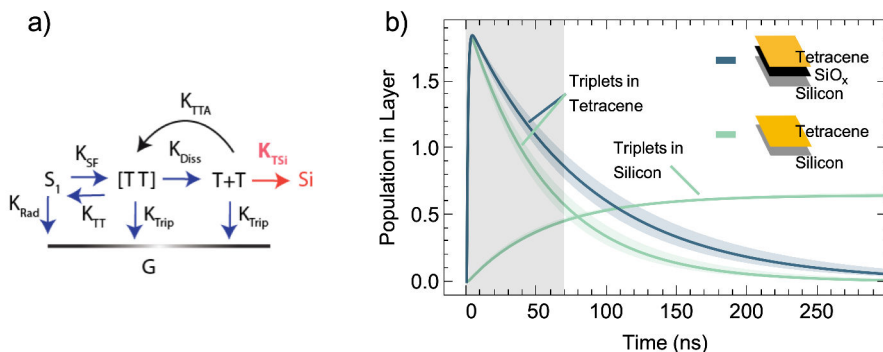 a)
K_TTA
K_SF
K_Diss
K_TSi
S_1
[T T]
T+T
Si
K_Rad
K_TT
K_Trip
K_Trip
G
b)
Population in Layer
1.5
1.0
0.5
0.0
0
50
100
150
200
250
Time (ns)
Triplets in
Tetracene
Triplets in
Silicon
Tetracene
SiO_x
Silicon
Tetracene
Silicon